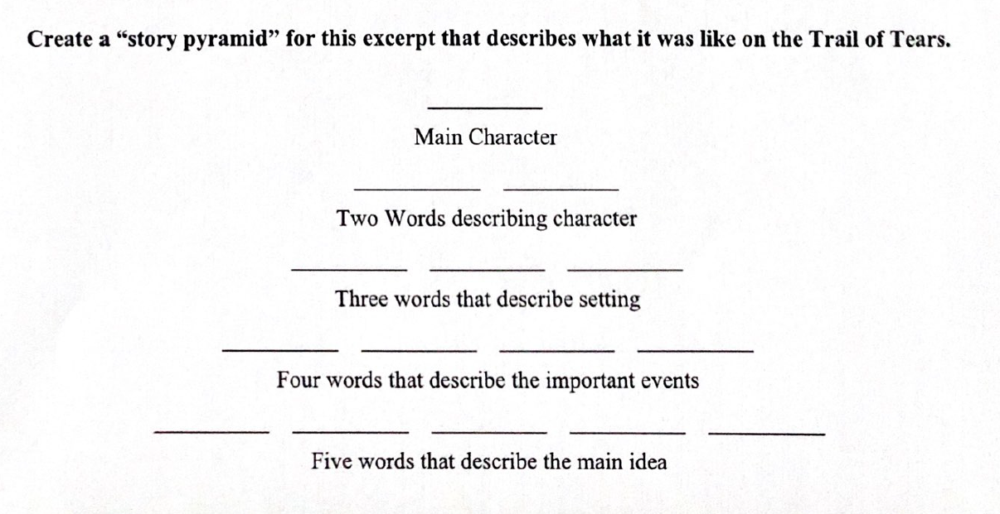 Create a “story pyramid” for this excerpt that describes what it was like on the Trail of Tears.
Main Character
Two Words describing character
Three words that describe setting
Four words that describe the important events
Five words that describe the main idea